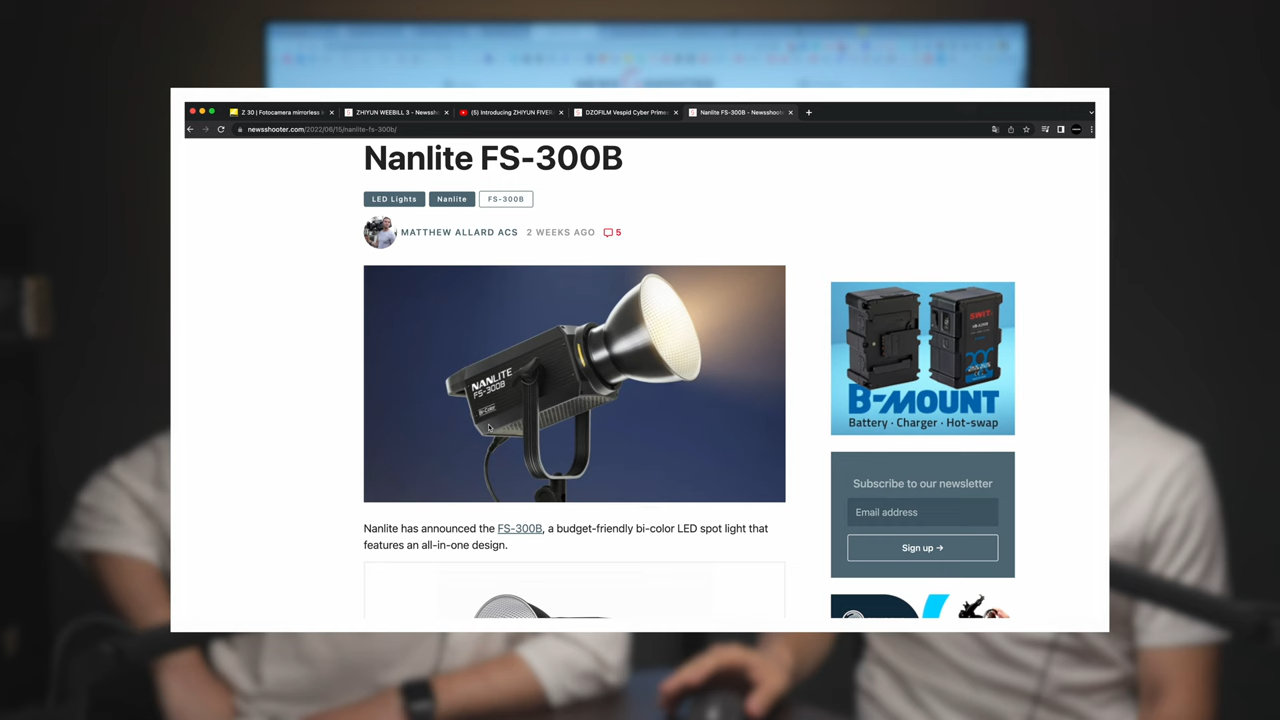 Z 30 | Fotocamera mirrorless
ZHIYUN WEEBILL 3 - Newssh
(5) Introducing ZHIYUN FIVER
DZOFILM Vespid Cyber Prime
Nanlite FS-300B - Newsshoote
newsshooter.com/2022/06/15/nanlite-fs-300b/
Nanlite FS-300B
LED Lights
Nanlite
FS-300B
MATTHEW ALLARD ACS 2 WEEKS AGO 5
NANLITE
FS-300B
Bi-Color
SWIT
B-MOUNT
Battery · Charger · Hot-swap
Subscribe to our newsletter
Email address
Sign up →
Nanlite has announced the FS-300B, a budget-friendly bi-color LED spot light that
features an all-in-one design.